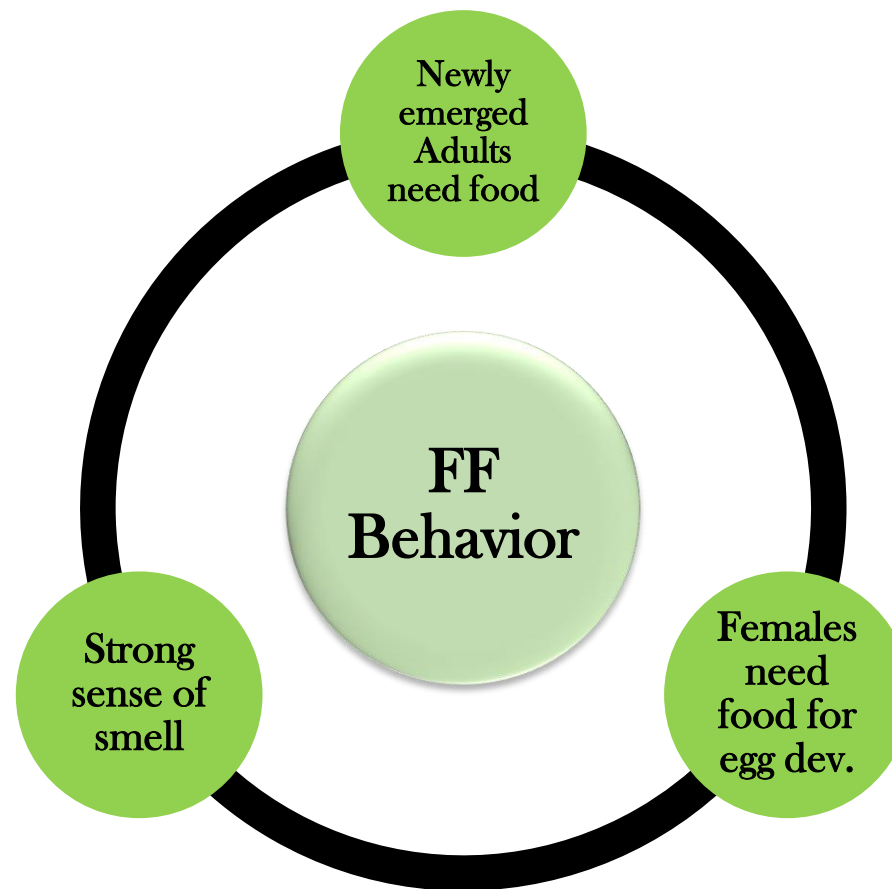 Newly
emerged
Adults
need food
FF
Behavior
Strong
sense of
smell
Females
need
food for
egg dev.